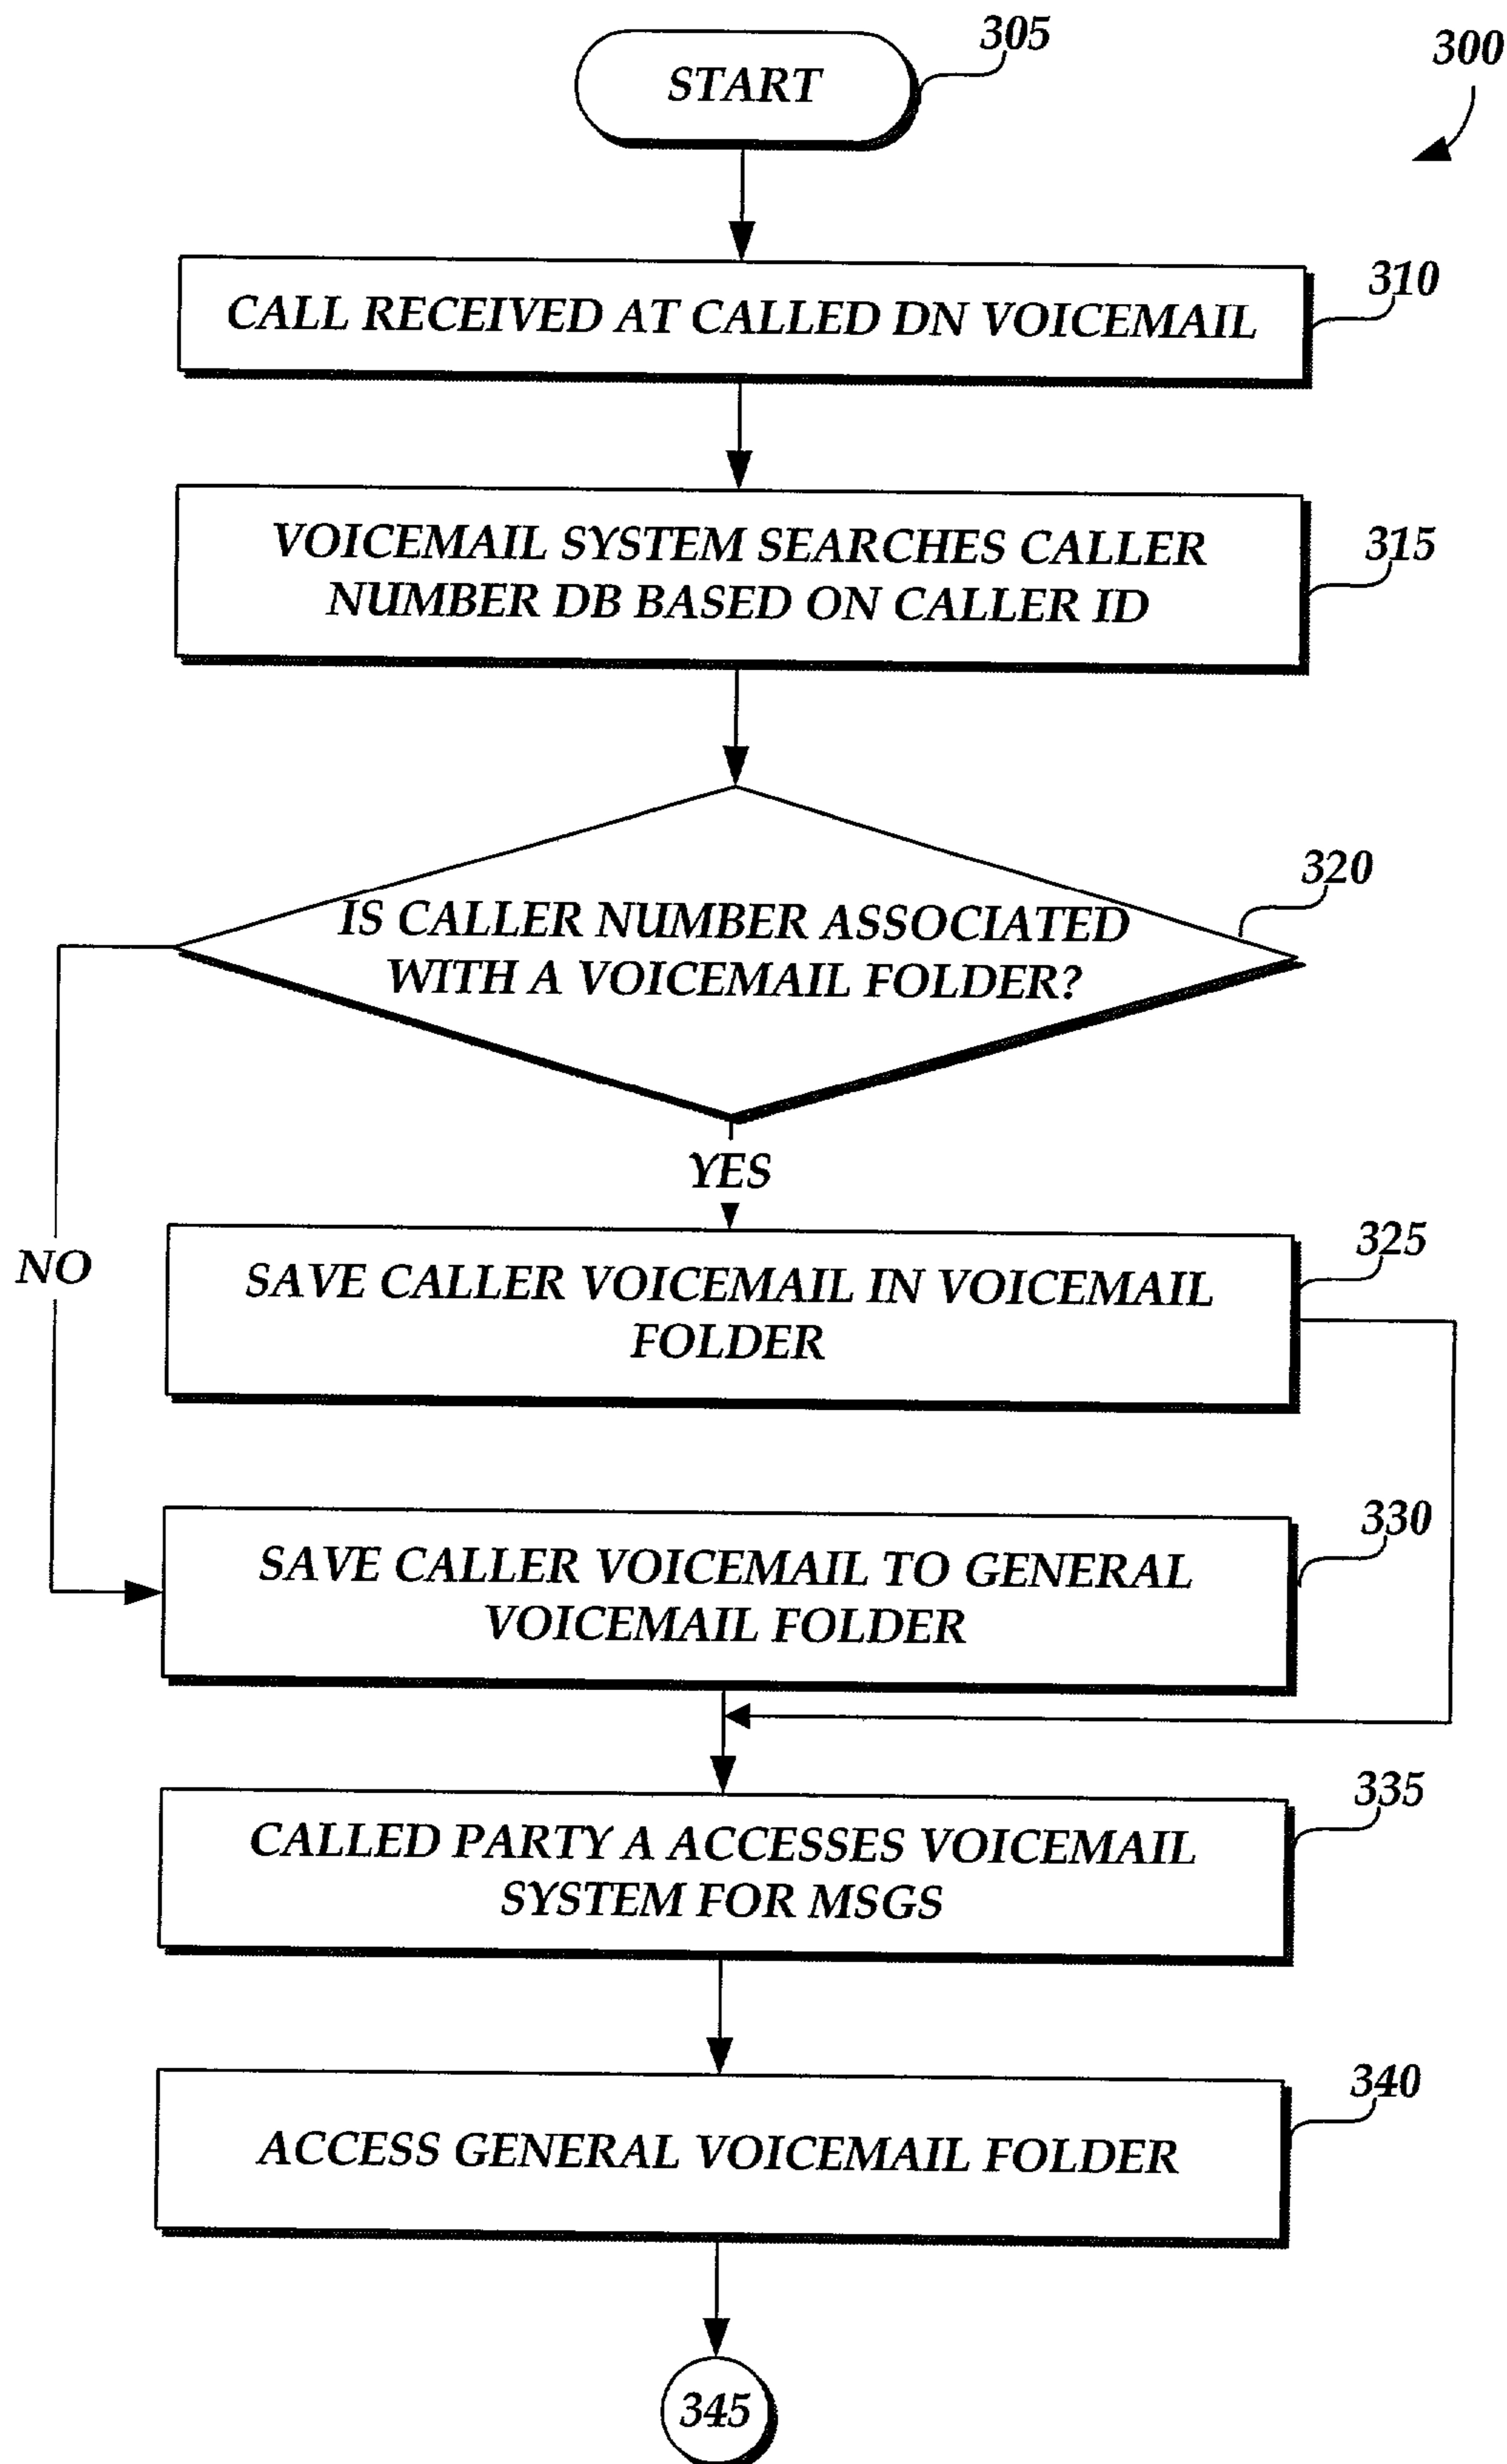 305
300
START
310
CALL RECEIVED AT CALLED DN VOICEMAIL
315
VOICEMAIL SYSTEM SEARCHES CALLER
NUMBER DB BASED ON CALLER ID
320
IS CALLER NUMBER ASSOCIATED
WITH A VOICEMAIL FOLDER?
YES
NO
325
SAVE CALLER VOICEMAIL IN VOICEMAIL
FOLDER
330
SAVE CALLER VOICEMAIL TO GENERAL
VOICEMAIL FOLDER
335
CALLED PARTY A ACCESSES VOICEMAIL
SYSTEM FOR MSGS
340
ACCESS GENERAL VOICEMAIL FOLDER
345